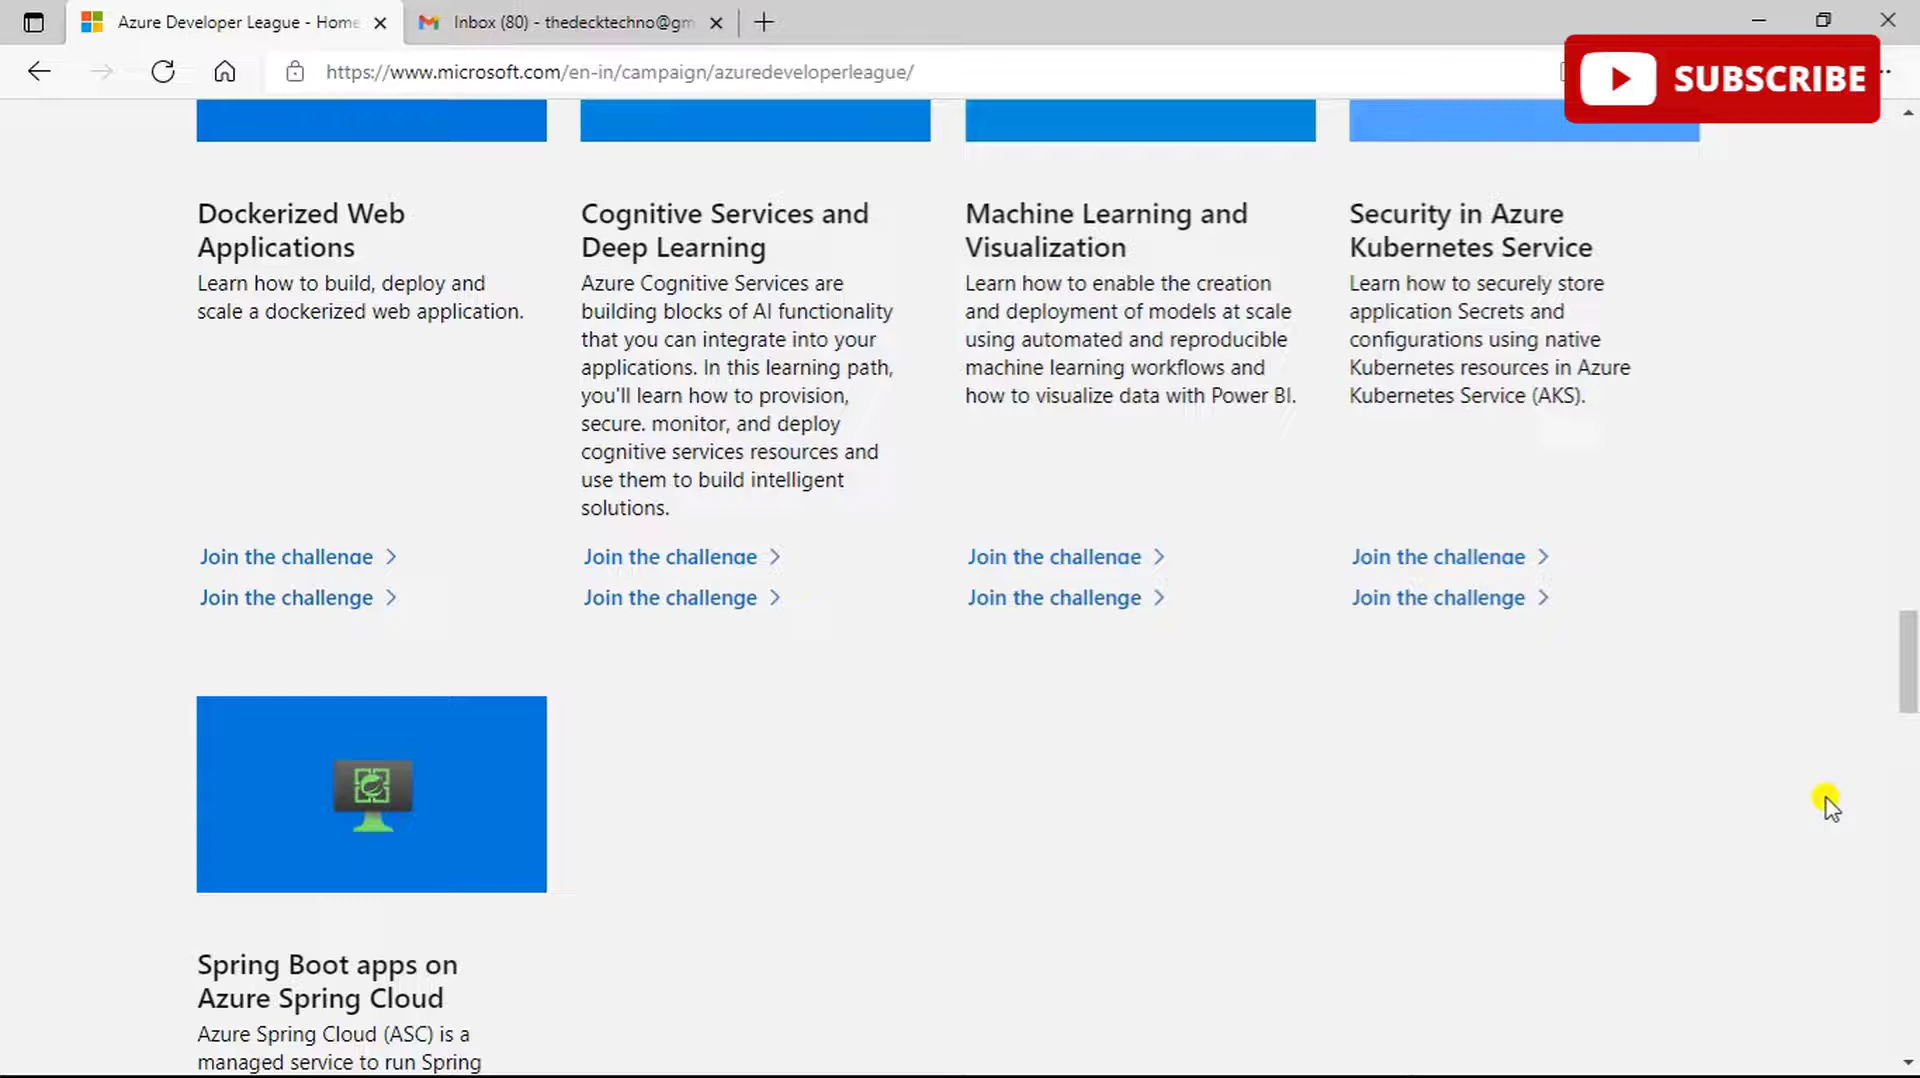 Azure Developer League - Home
Inbox (80) - thedecktechno@gm
https://www.microsoft.com/en-in/campaign/azuredeveloperleague/
SUBSCRIBE
Dockerized Web
Applications
Learn how to build, deploy and
scale a dockerized web application.
Join the challenge
Join the challenge
Cognitive Services and
Deep Learning
Azure Cognitive Services are
building blocks of AI functionality
that you can integrate into your
applications. In this learning path,
you'll learn how to provision,
secure. monitor, and deploy
cognitive services resources and
use them to build intelligent
solutions.
Join the challenge
Join the challenge
Machine Learning and
Visualization
Learn how to enable the creation
and deployment of models at scale
using automated and reproducible
machine learning workflows and
how to visualize data with Power BI.
Join the challenge
Join the challenge
Security in Azure
Kubernetes Service
Learn how to securely store
application Secrets and
configurations using native
Kubernetes resources in Azure
Kubernetes Service (AKS).
Join the challenge
Join the challenge
Spring Boot apps on
Azure Spring Cloud
Azure Spring Cloud (ASC) is a
managed service to run Spring